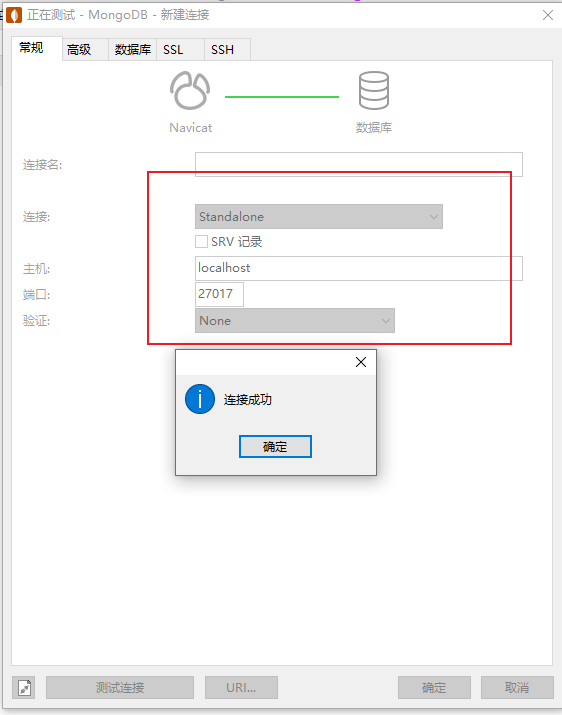 正在测试 - MongoDB - 新建连接
常规 高级 数据库 SSL SSH
Navicat 数据库
连接名:
连接: Standalone
SRV 记录
主机: localhost
端口: 27017
验证: None
连接成功
确定
测试连接 URI... 确定 取消